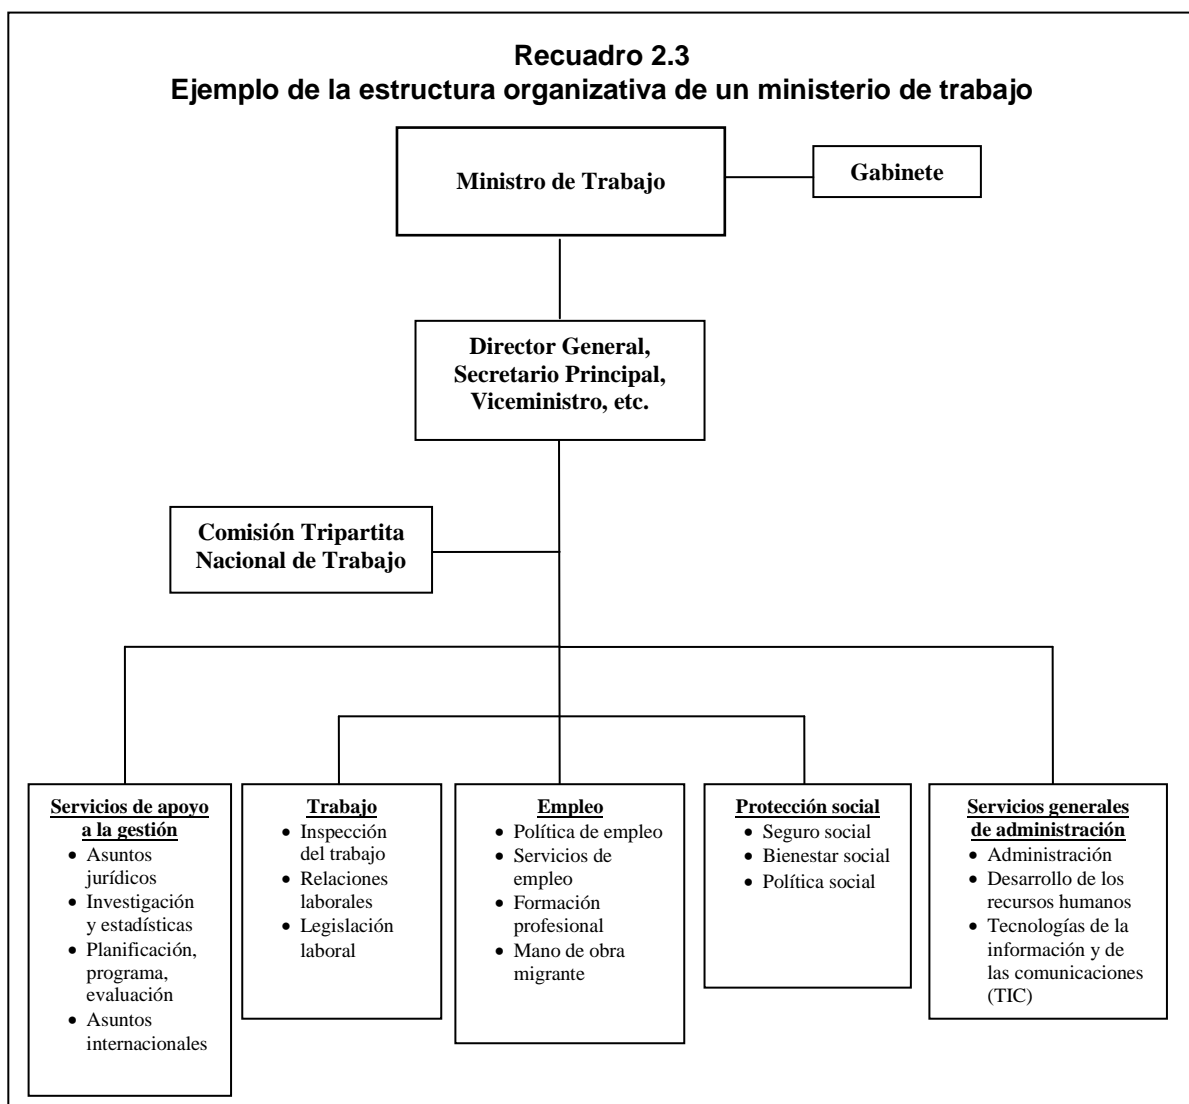 Recuadro 2.3
Ejemplo de la estructura organizativa de un ministerio de trabajo
Ministro de Trabajo
Gabinete
Director General,
Secretario Principal,
Viceministro, etc.
Comisión Tripartita
Nacional de Trabajo
Servicios de apoyo
a la gestión
• Asuntos
jurídicos
• Investigación
y estadísticas
• Planificación,
programa,
evaluación
• Asuntos
internacionales
Trabajo
• Inspección
del trabajo
• Relaciones
laborales
• Legislación
laboral
Empleo
• Política de empleo
• Servicios de
empleo
• Formación
profesional
• Mano de obra
migrante
Protección social
• Seguro social
• Bienestar social
• Política social
Servicios generales
de administración
• Administración
• Desarrollo de los
recursos humanos
• Tecnologías de la
información y de
las comunicaciones
(TIC)